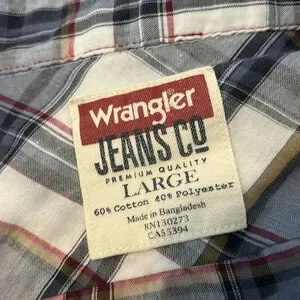 Wrangler
JEANS CO
PREMIUM QUALITY
LARGE
60% Cotton 40% Polyester
Made in Bangladesh
RN130273
CA55394